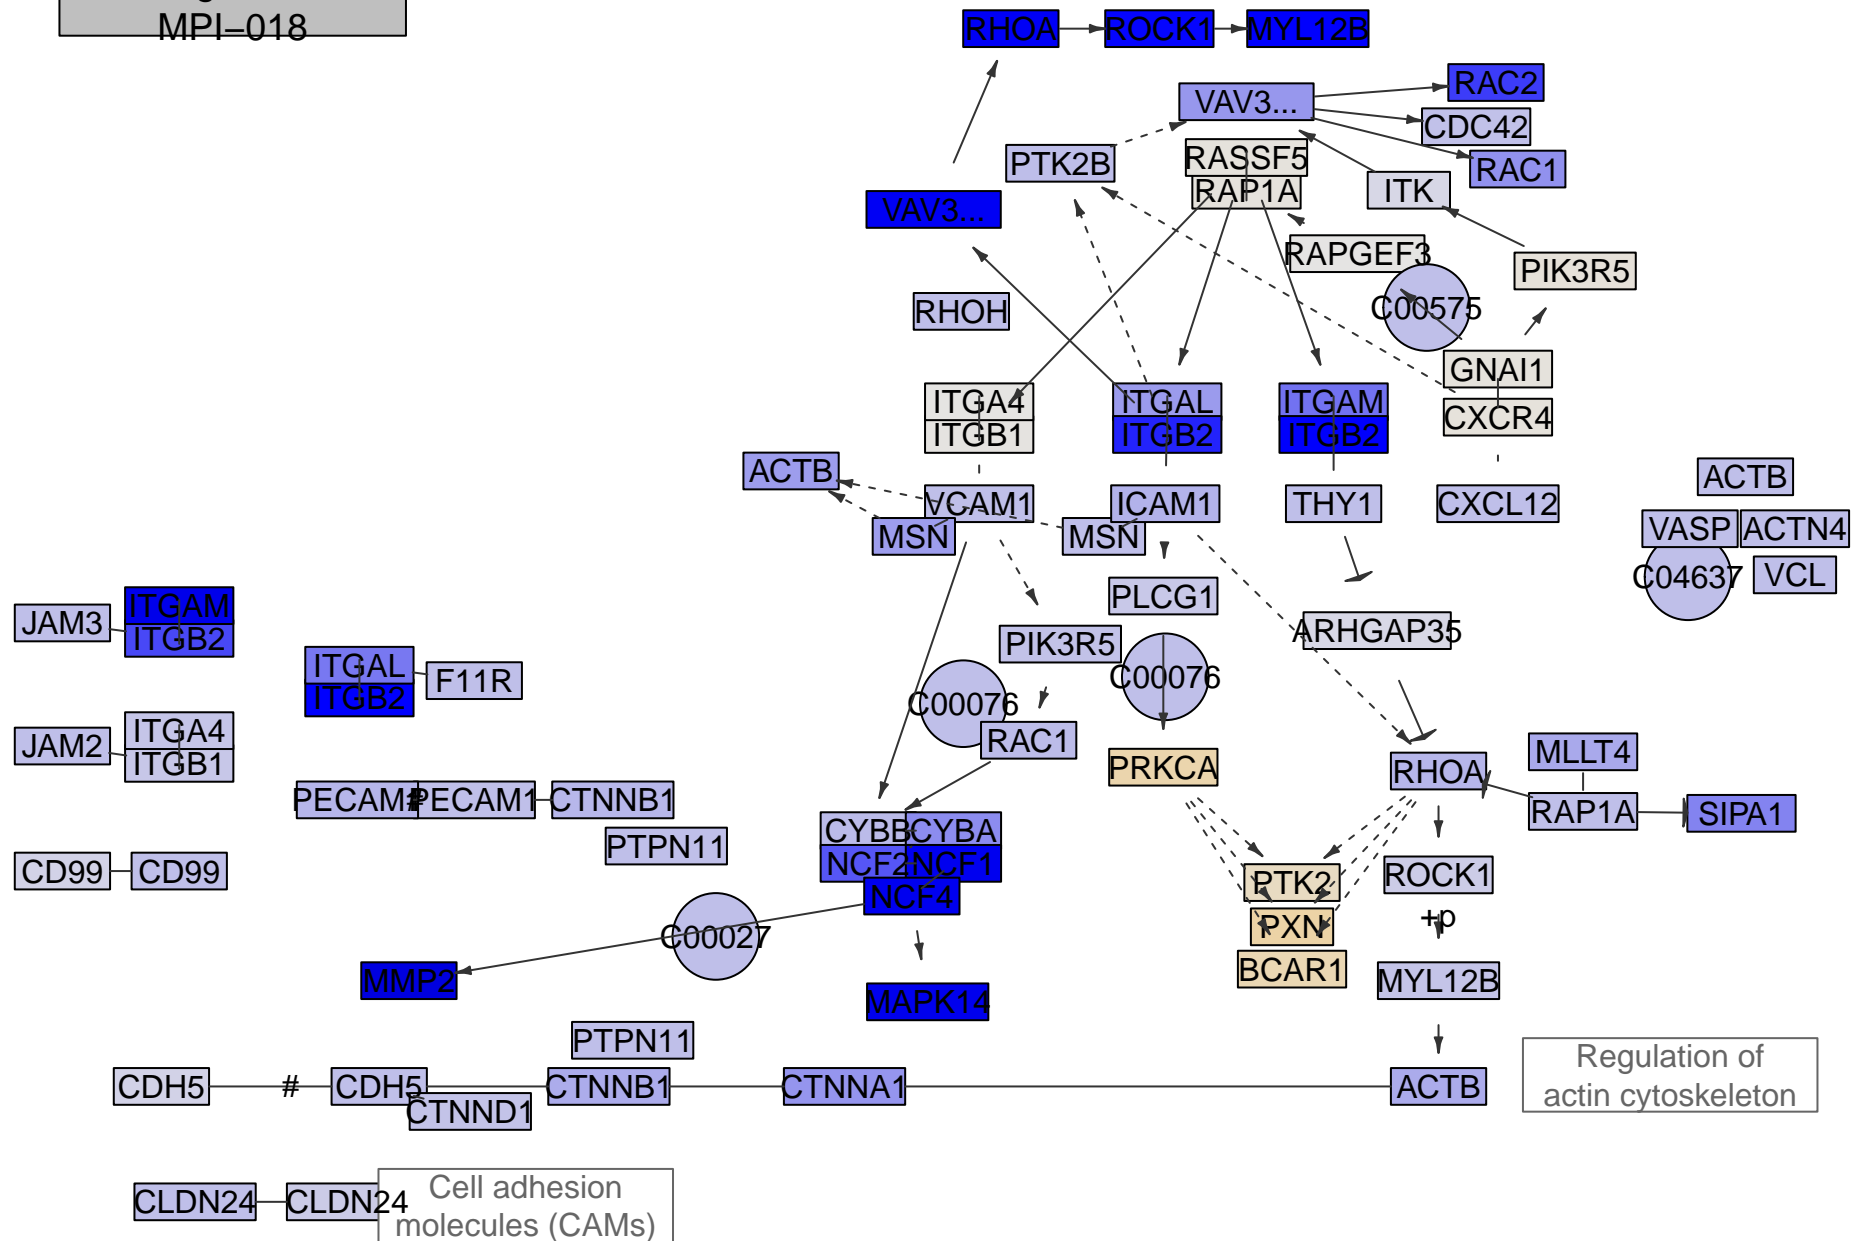 MPI−018
RHOA
ROCK1
MYL12B
RAC2
VAV3...
CDC42
RASSF5
PTK2B
RAC1
RAP1A
ITK
VAV3...
RAPGEF3
PIK3R5
C00575
RHOH
GNAI1
ITGA4
ITGAL
ITGAM
CXCR4
ITGB1
ITGB2
ITGB2
ACTB
ACTB
VCAM1
ICAM1
THY1
CXCL12
MSN
MSN
VASP
ACTN4
C04637
VCL
PLCG1
ITGAM
JAM3
ITGB2
ARHGAP35
PIK3R5
ITGAL
F11R
C00076
ITGB2
C00076
ITGA4
JAM2
RAC1
MLLT4
ITGB1
PRKCA
RHOA
PECAM1
#
PECAM1
CTNNB1
RAP1A
SIPA1
CYBB
CYBA
PTPN11
NCF2
NCF1
CD99
CD99
ROCK1
PTK2
NCF4
+p
PXN
C00027
BCAR1
MMP2
MYL12B
MAPK14
PTPN11
Regulation of
actin cytoskeleton
CDH5
#
CDH5
CTNNB1
CTNNA1
ACTB
CTNND1
CLDN24
CLDN24
Cell adhesion
molecules (CAMs)